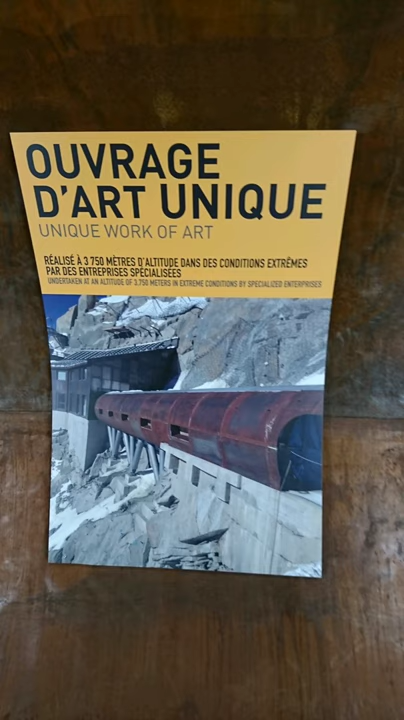 OUVRAGE
D'ART UNIQUE
UNIQUE WORK OF ART
RÉALISÉ À 3 750 MÈTRES D'ALTITUDE DANS DES CONDITIONS EXTRÊMES
PAR DES ENTREPRISES SPÉCIALISÉES
UNDERTAKEN AT AN ALTITUDE OF 3,750 METERS IN EXTREME CONDITIONS BY SPECIALIZED ENTERPRISES